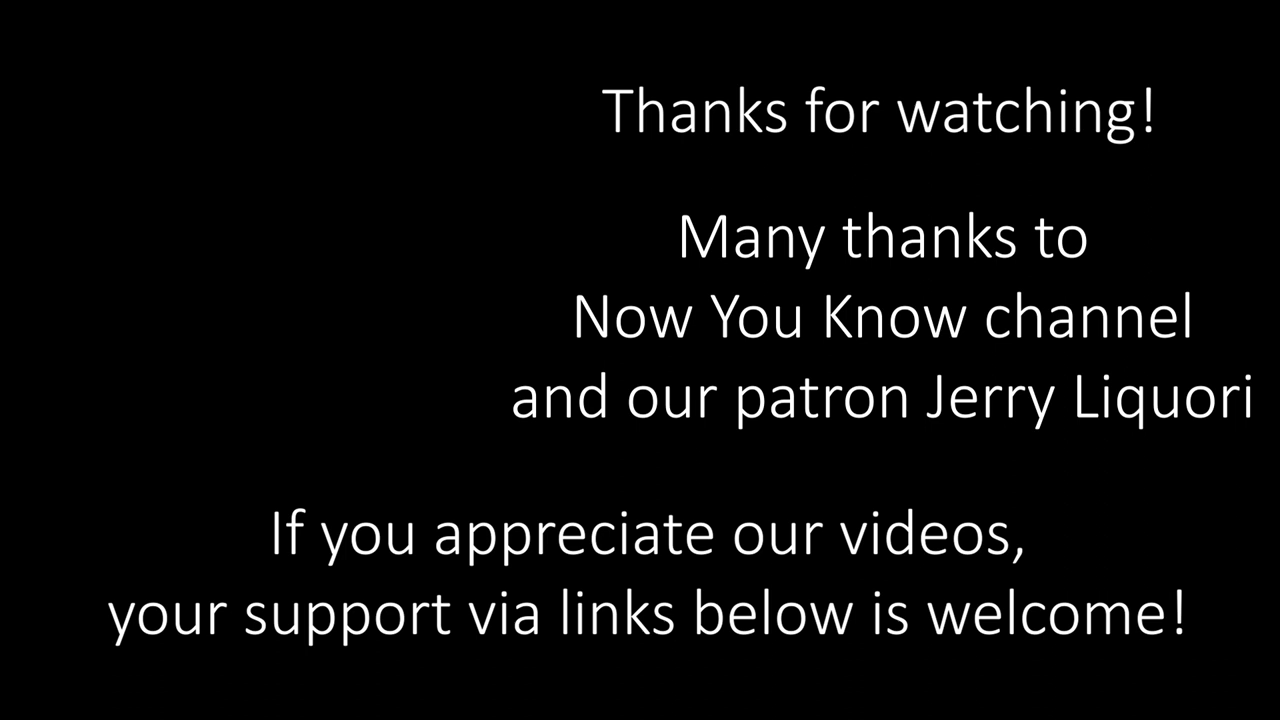 Thanks for watching!
Many thanks to
Now You Know channel
and our patron Jerry Liquori
If you appreciate our videos,
your support via links below is welcome!